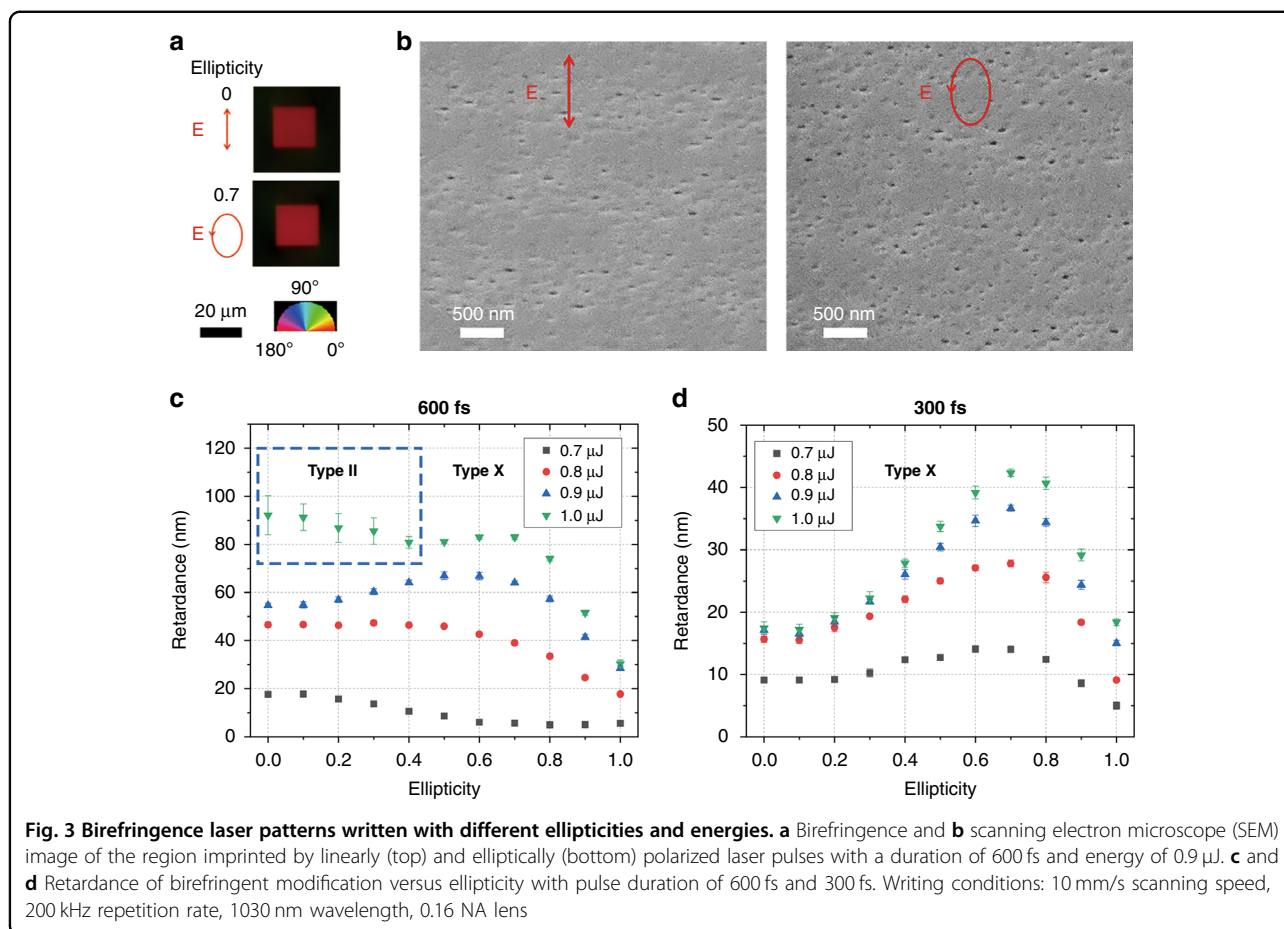 a
Ellipticity
0
E
0.7
E
20 µm
90°
180°
0°
b
E
500 nm
E
500 nm
c
600 fs
Type II
Type X
0.7 µJ
0.8 µJ
0.9 µJ
1.0 µJ
120
100
80
60
40
20
0
Retardance (nm)
0.0 0.2 0.4 0.6 0.8 1.0
Ellipticity
d
300 fs
Type X
0.7 µJ
0.8 µJ
0.9 µJ
1.0 µJ
50
40
30
20
10
0
Retardance (nm)
0.0 0.2 0.4 0.6 0.8 1.0
Ellipticity
Fig. 3 Birefringence laser patterns written with different ellipticities and energies. a Birefringence and b scanning electron microscope (SEM)
image of the region imprinted by linearly (top) and elliptically (bottom) polarized laser pulses with a duration of 600 fs and energy of 0.9 µJ. c and
d Retardance of birefringent modification versus ellipticity with pulse duration of 600 fs and 300 fs. Writing conditions: 10 mm/s scanning speed,
200 kHz repetition rate, 1030 nm wavelength, 0.16 NA lens